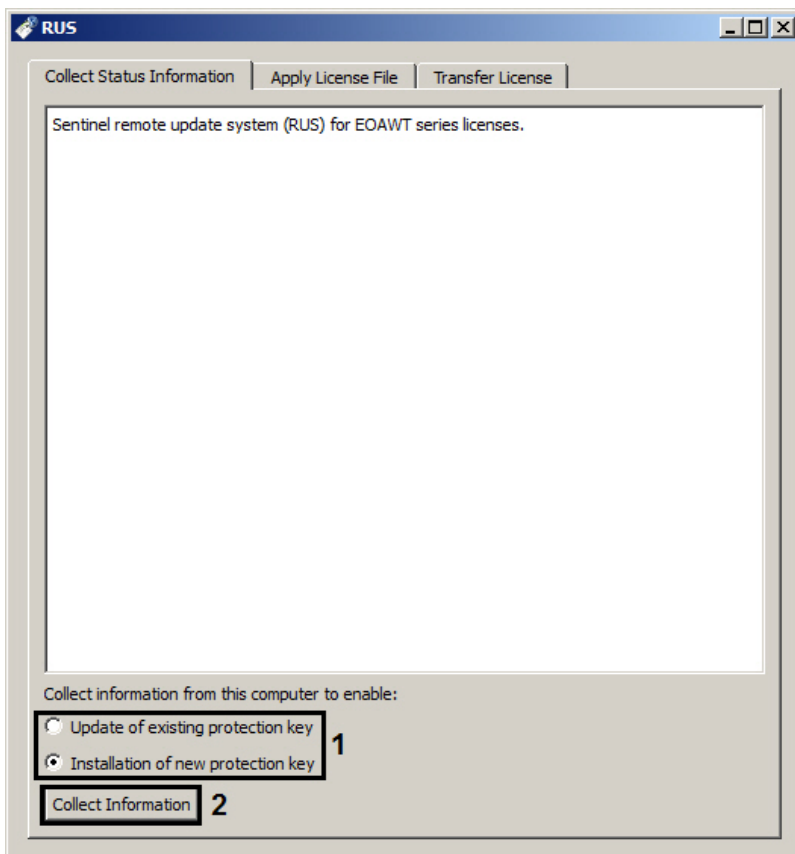 RUS
Collect Status Information Apply License File Transfer License
Sentinel remote update system (RUS) for EOAWT series licenses.
Collect information from this computer to enable:
Update of existing protection key
Installation of new protection key
1
Collect Information 2